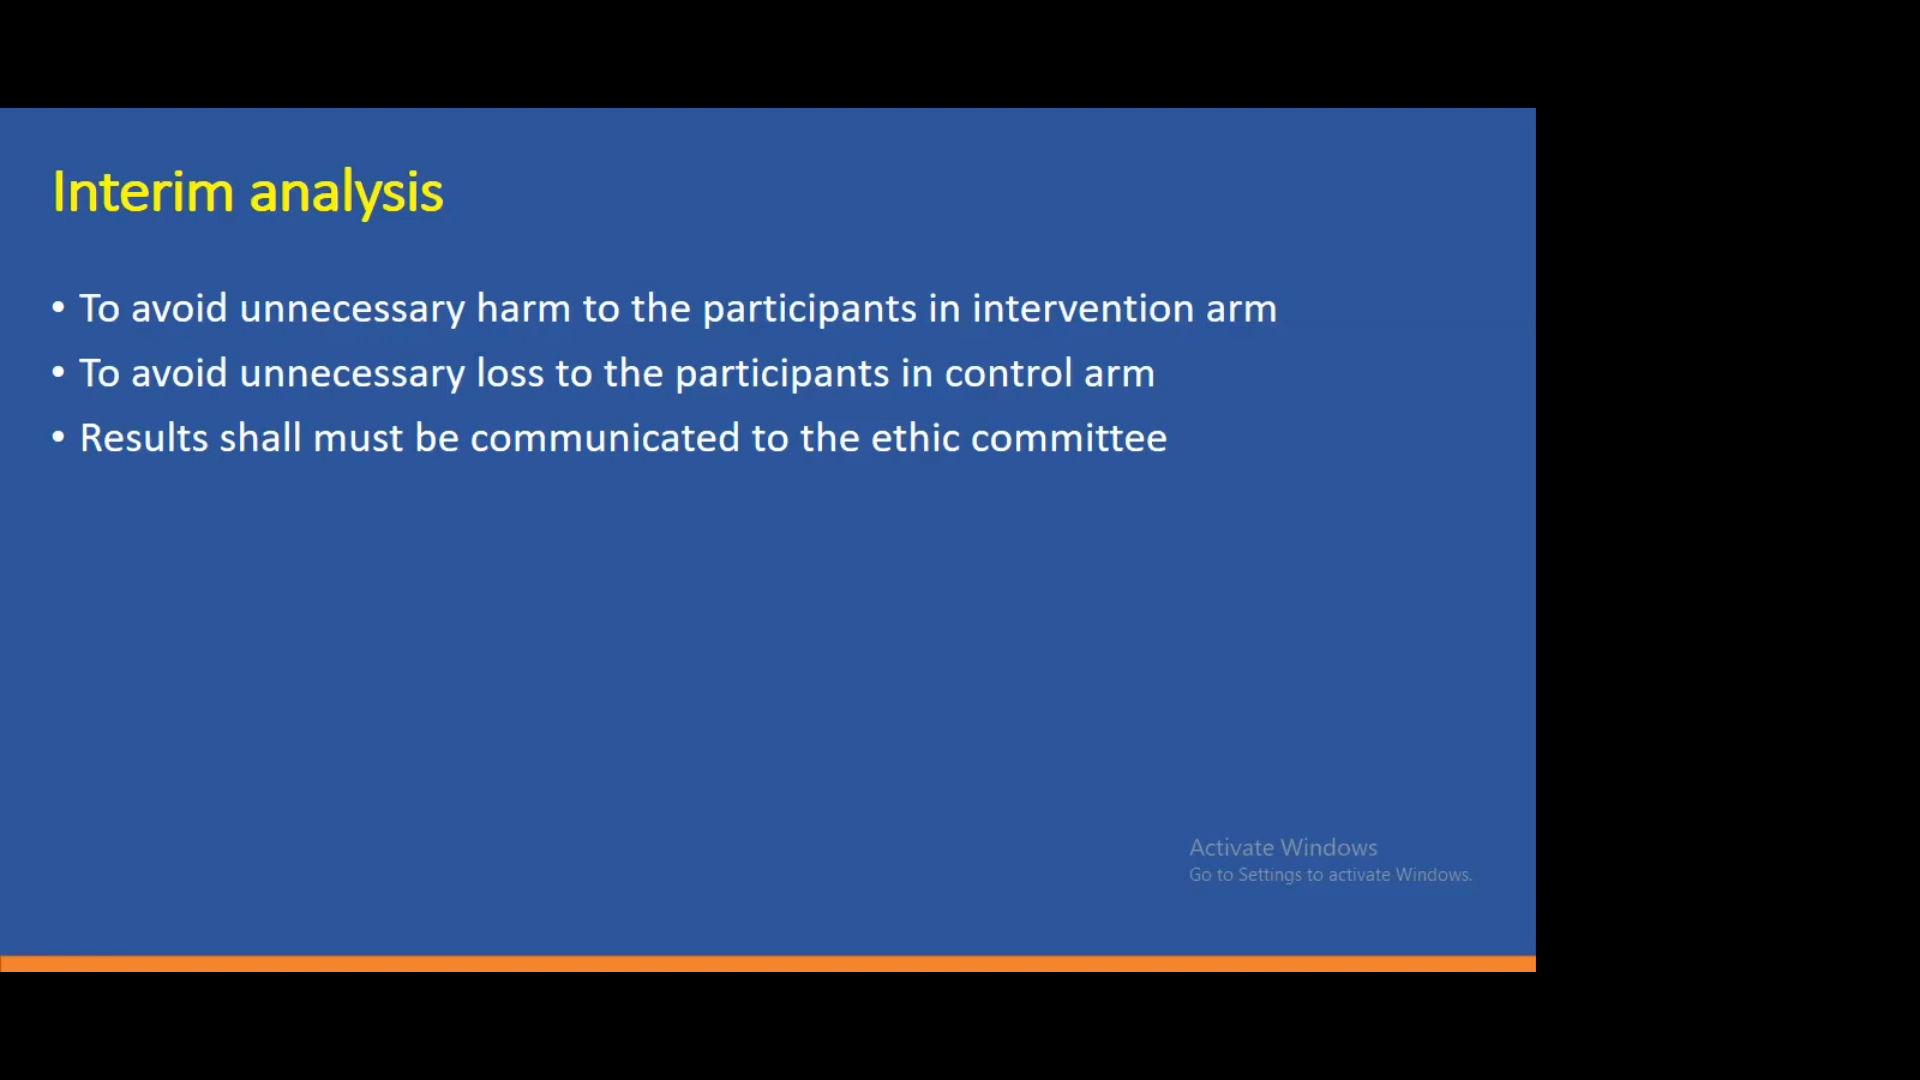 Interim analysis
• To avoid unnecessary harm to the participants in intervention arm
• To avoid unnecessary loss to the participants in control arm
• Results shall must be communicated to the ethic committee
Activate Windows
Go to Settings to activate Windows.